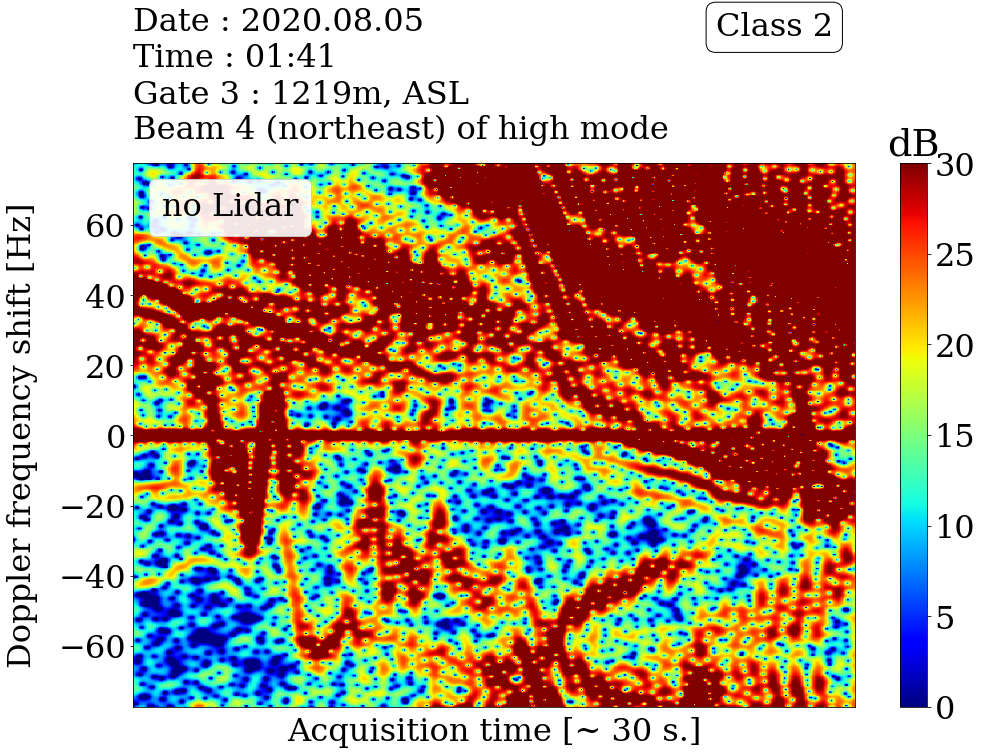 Date : 2020.08.05
Time : 01:41
Gate 3 : 1219m, ASL
Beam 4 (northeast) of high mode
Class 2
dB
no Lidar
Doppler frequency shift [Hz]
60
40
20
0
−20
−40
−60
30
25
20
15
10
5
0
Acquisition time [~ 30 s.]